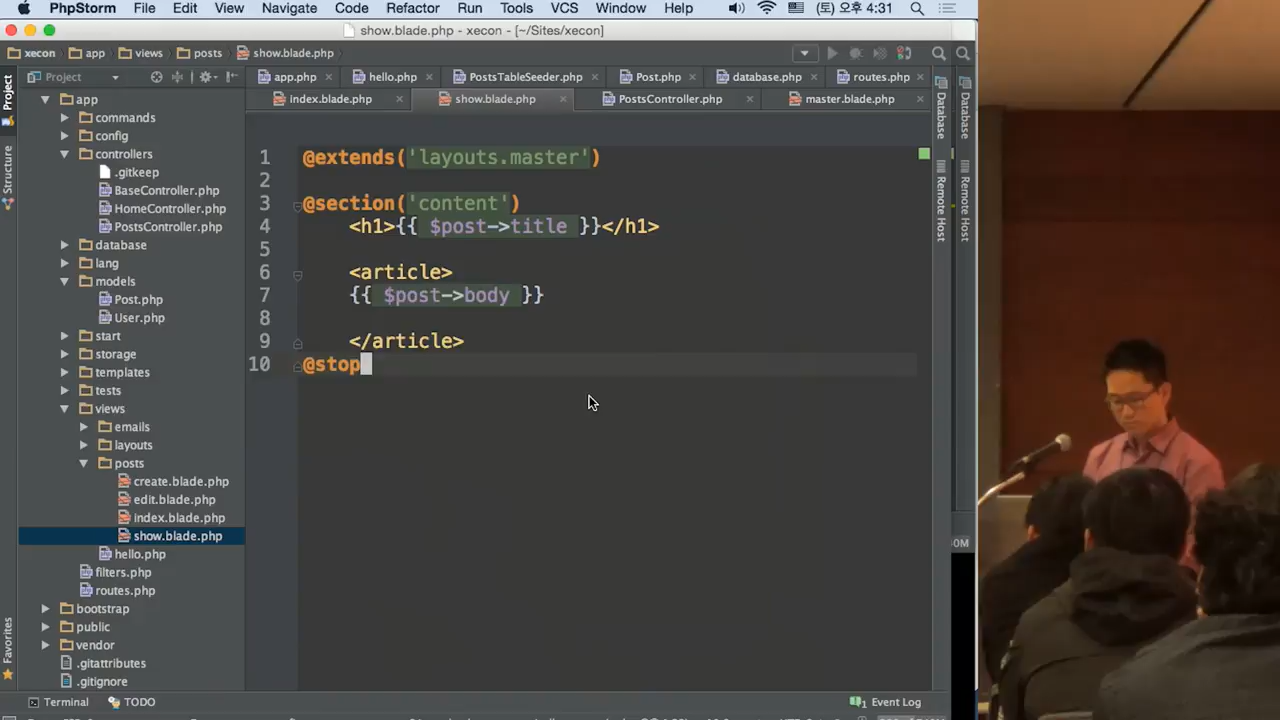 PhpStorm File Edit View Navigate Code Refactor Run Tools VCS Window Help (토) 오후 4:31
show.blade.php - xecon - [~/Sites/xecon]
xecon app views posts show.blade.php
Project app.php hello.php PostsTableSeeder.php Post.php database.php routes.php
index.blade.php show.blade.php PostsController.php master.blade.php
Project
Structure
Favorites
app
commands
config
controllers
.gitkeep
BaseController.php
HomeController.php
PostsController.php
database
lang
models
Post.php
User.php
start
storage
templates
tests
views
emails
layouts
posts
create.blade.php
edit.blade.php
index.blade.php
show.blade.php
hello.php
filters.php
routes.php
bootstrap
public
vendor
.gitattributes
.gitignore
1 @extends('layouts.master')
2
3 @section('content')
4 <h1>{{ $post->title }}</h1>
5
6 <article>
7 {{ $post->body }}
8
9 </article>
10 @stop
Database
Remote Host
Database
Remote Host
Terminal TODO Event Log